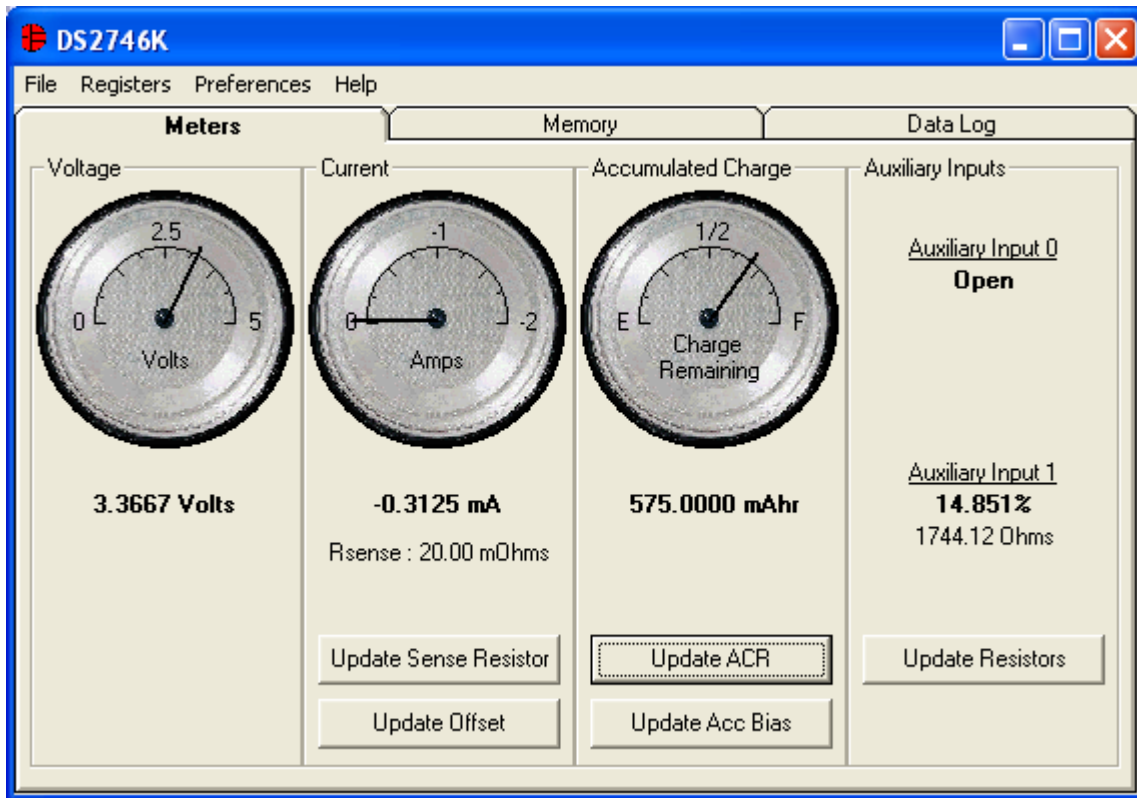 DS2746K
File Registers Preferences Help
Meters Memory Data Log
Voltage
2.5
0 5
Volts
3.3667 Volts
Current
-1
0 -2
Amps
-0.3125 mA
Rsense : 20.00 mOhms
Update Sense Resistor
Update Offset
Accumulated Charge
1/2
E F
Charge
Remaining
575.0000 mAhr
Update ACR
Update Acc Bias
Auxiliary Inputs
Auxiliary Input 0
Open
Auxiliary Input 1
14.851%
1744.12 Ohms
Update Resistors